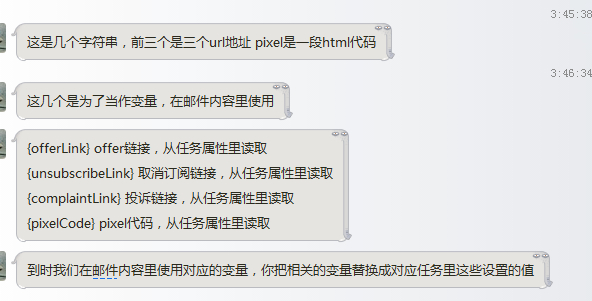 3:45:38
这是几个字符串，前三个是三个url地址 pixel是一段html代码
3:46:34
这几个是为了当作变量，在邮件内容里使用
{offerLink} offer链接，从任务属性里读取
{unsubscribeLink} 取消订阅链接，从任务属性里读取
{complaintLink} 投诉链接，从任务属性里读取
{pixelCode} pixel代码，从任务属性里读取
到时我们在邮件内容里使用对应的变量，你把相关的变量替换成对应任务里这些设置的值